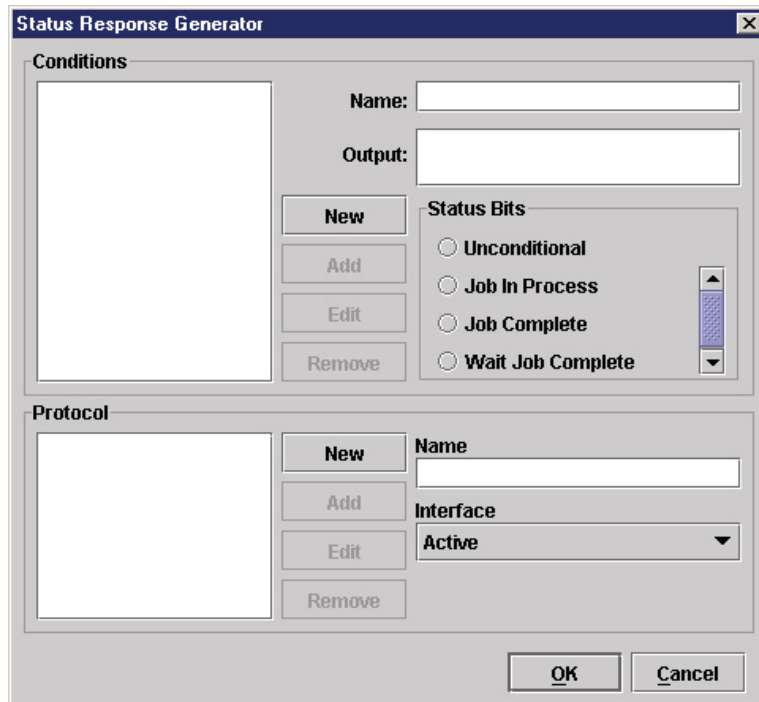 Status Response Generator
Conditions
Name:
Output:
New
Add
Edit
Remove
Status Bits
Unconditional
Job In Process
Job Complete
Wait Job Complete
Protocol
New
Add
Edit
Remove
Name
Interface
Active
OK
Cancel